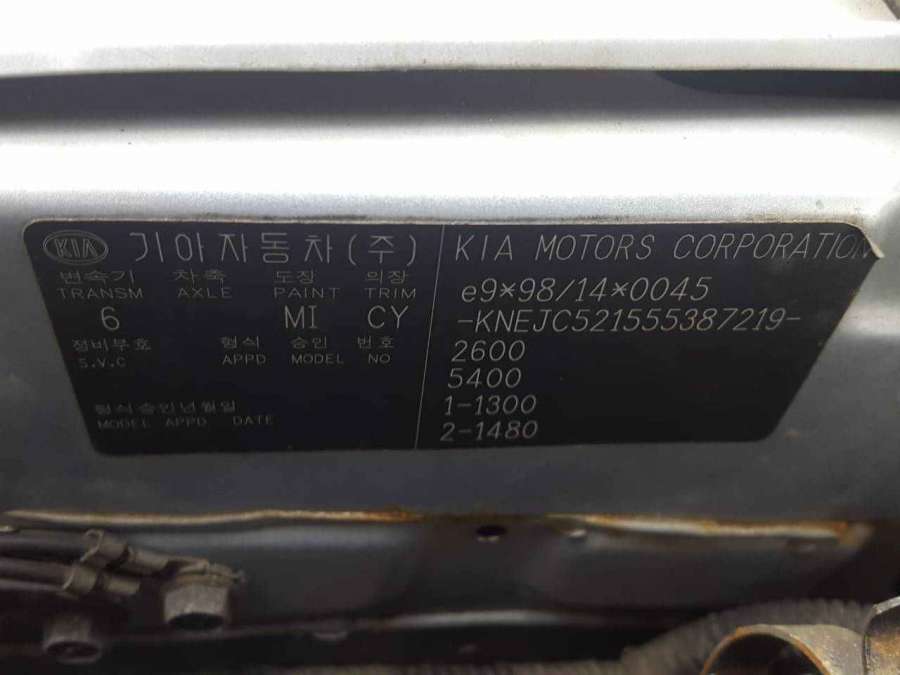 KIA 기아자동차(주)
변속기 차축 도장 의장
TRANSM AXLE PAINT TRIM
6 MI CY
정비부호 형식 승인 번호
S.V.C APPD MODEL NO
형식승인년월일
MODEL APPD DATE
KIA MOTORS CORPORATION
e9*98/14*0045
-KNEJC521555387219-
2600
5400
1-1300
2-1480